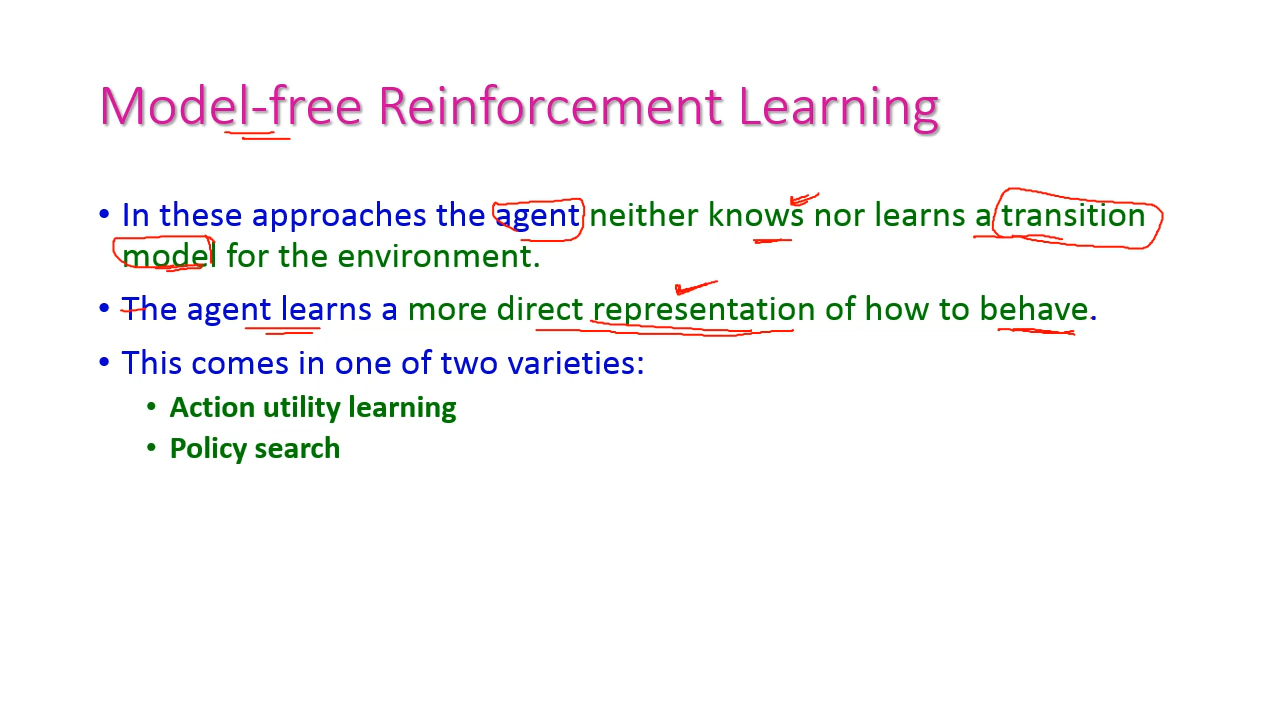 Model-free Reinforcement Learning
• In these approaches the agent neither knows nor learns a transition
model for the environment.
• The agent learns a more direct representation of how to behave.
• This comes in one of two varieties:
• Action utility learning
• Policy search